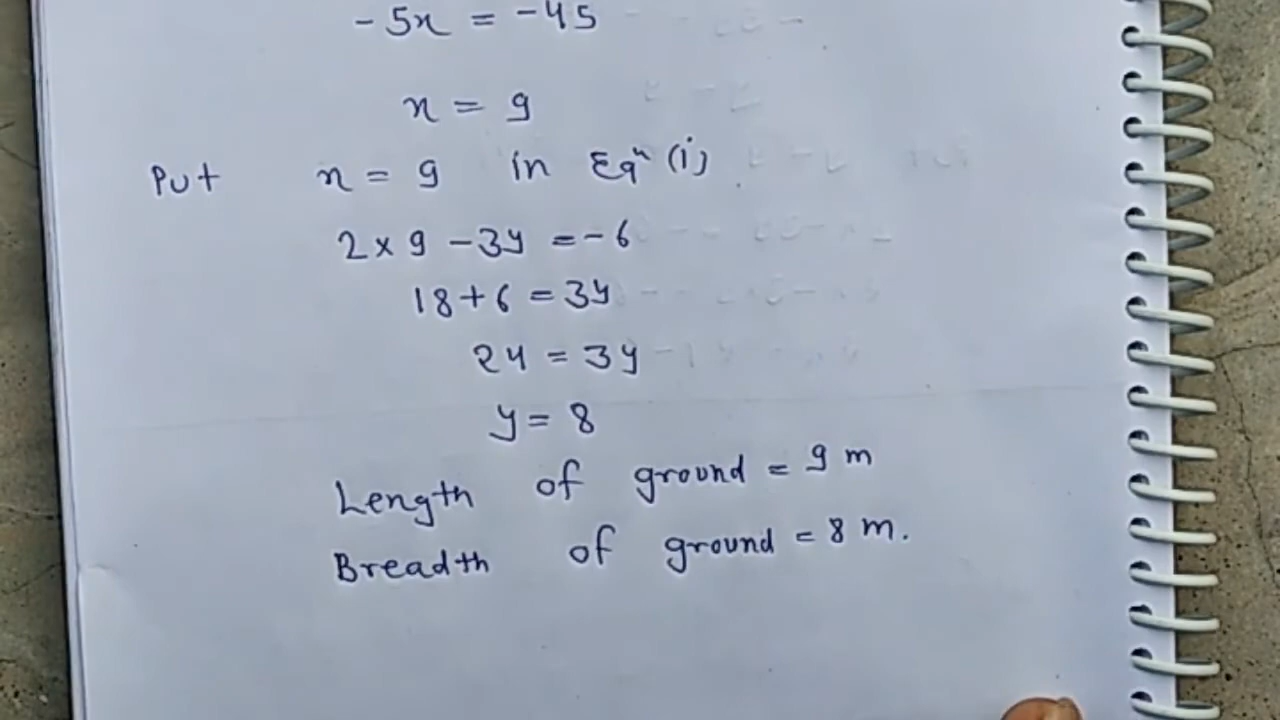 -5x = -45
x = 9
Put x = 9 in Eqⁿ (i)
2 x 9 - 3y = -6
18 + 6 = 3y
24 = 3y
y = 8
Length of ground = 9 m
Breadth of ground = 8 m.